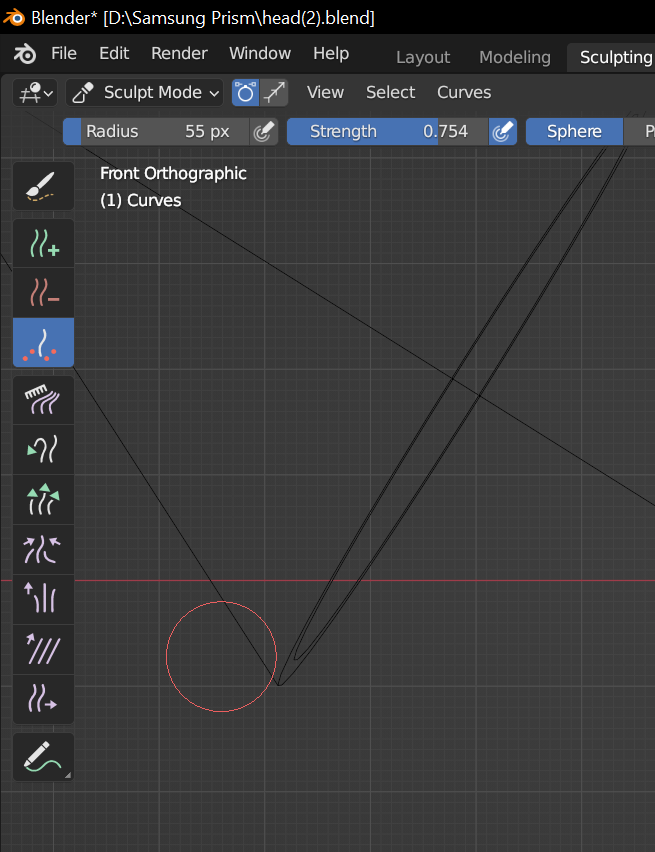 Blender* [D:\Samsung Prism\head(2).blend]
File Edit Render Window Help Layout Modeling Sculpting
Sculpt Mode View Select Curves
Radius 55 px Strength 0.754 Sphere
Front Orthographic
(1) Curves